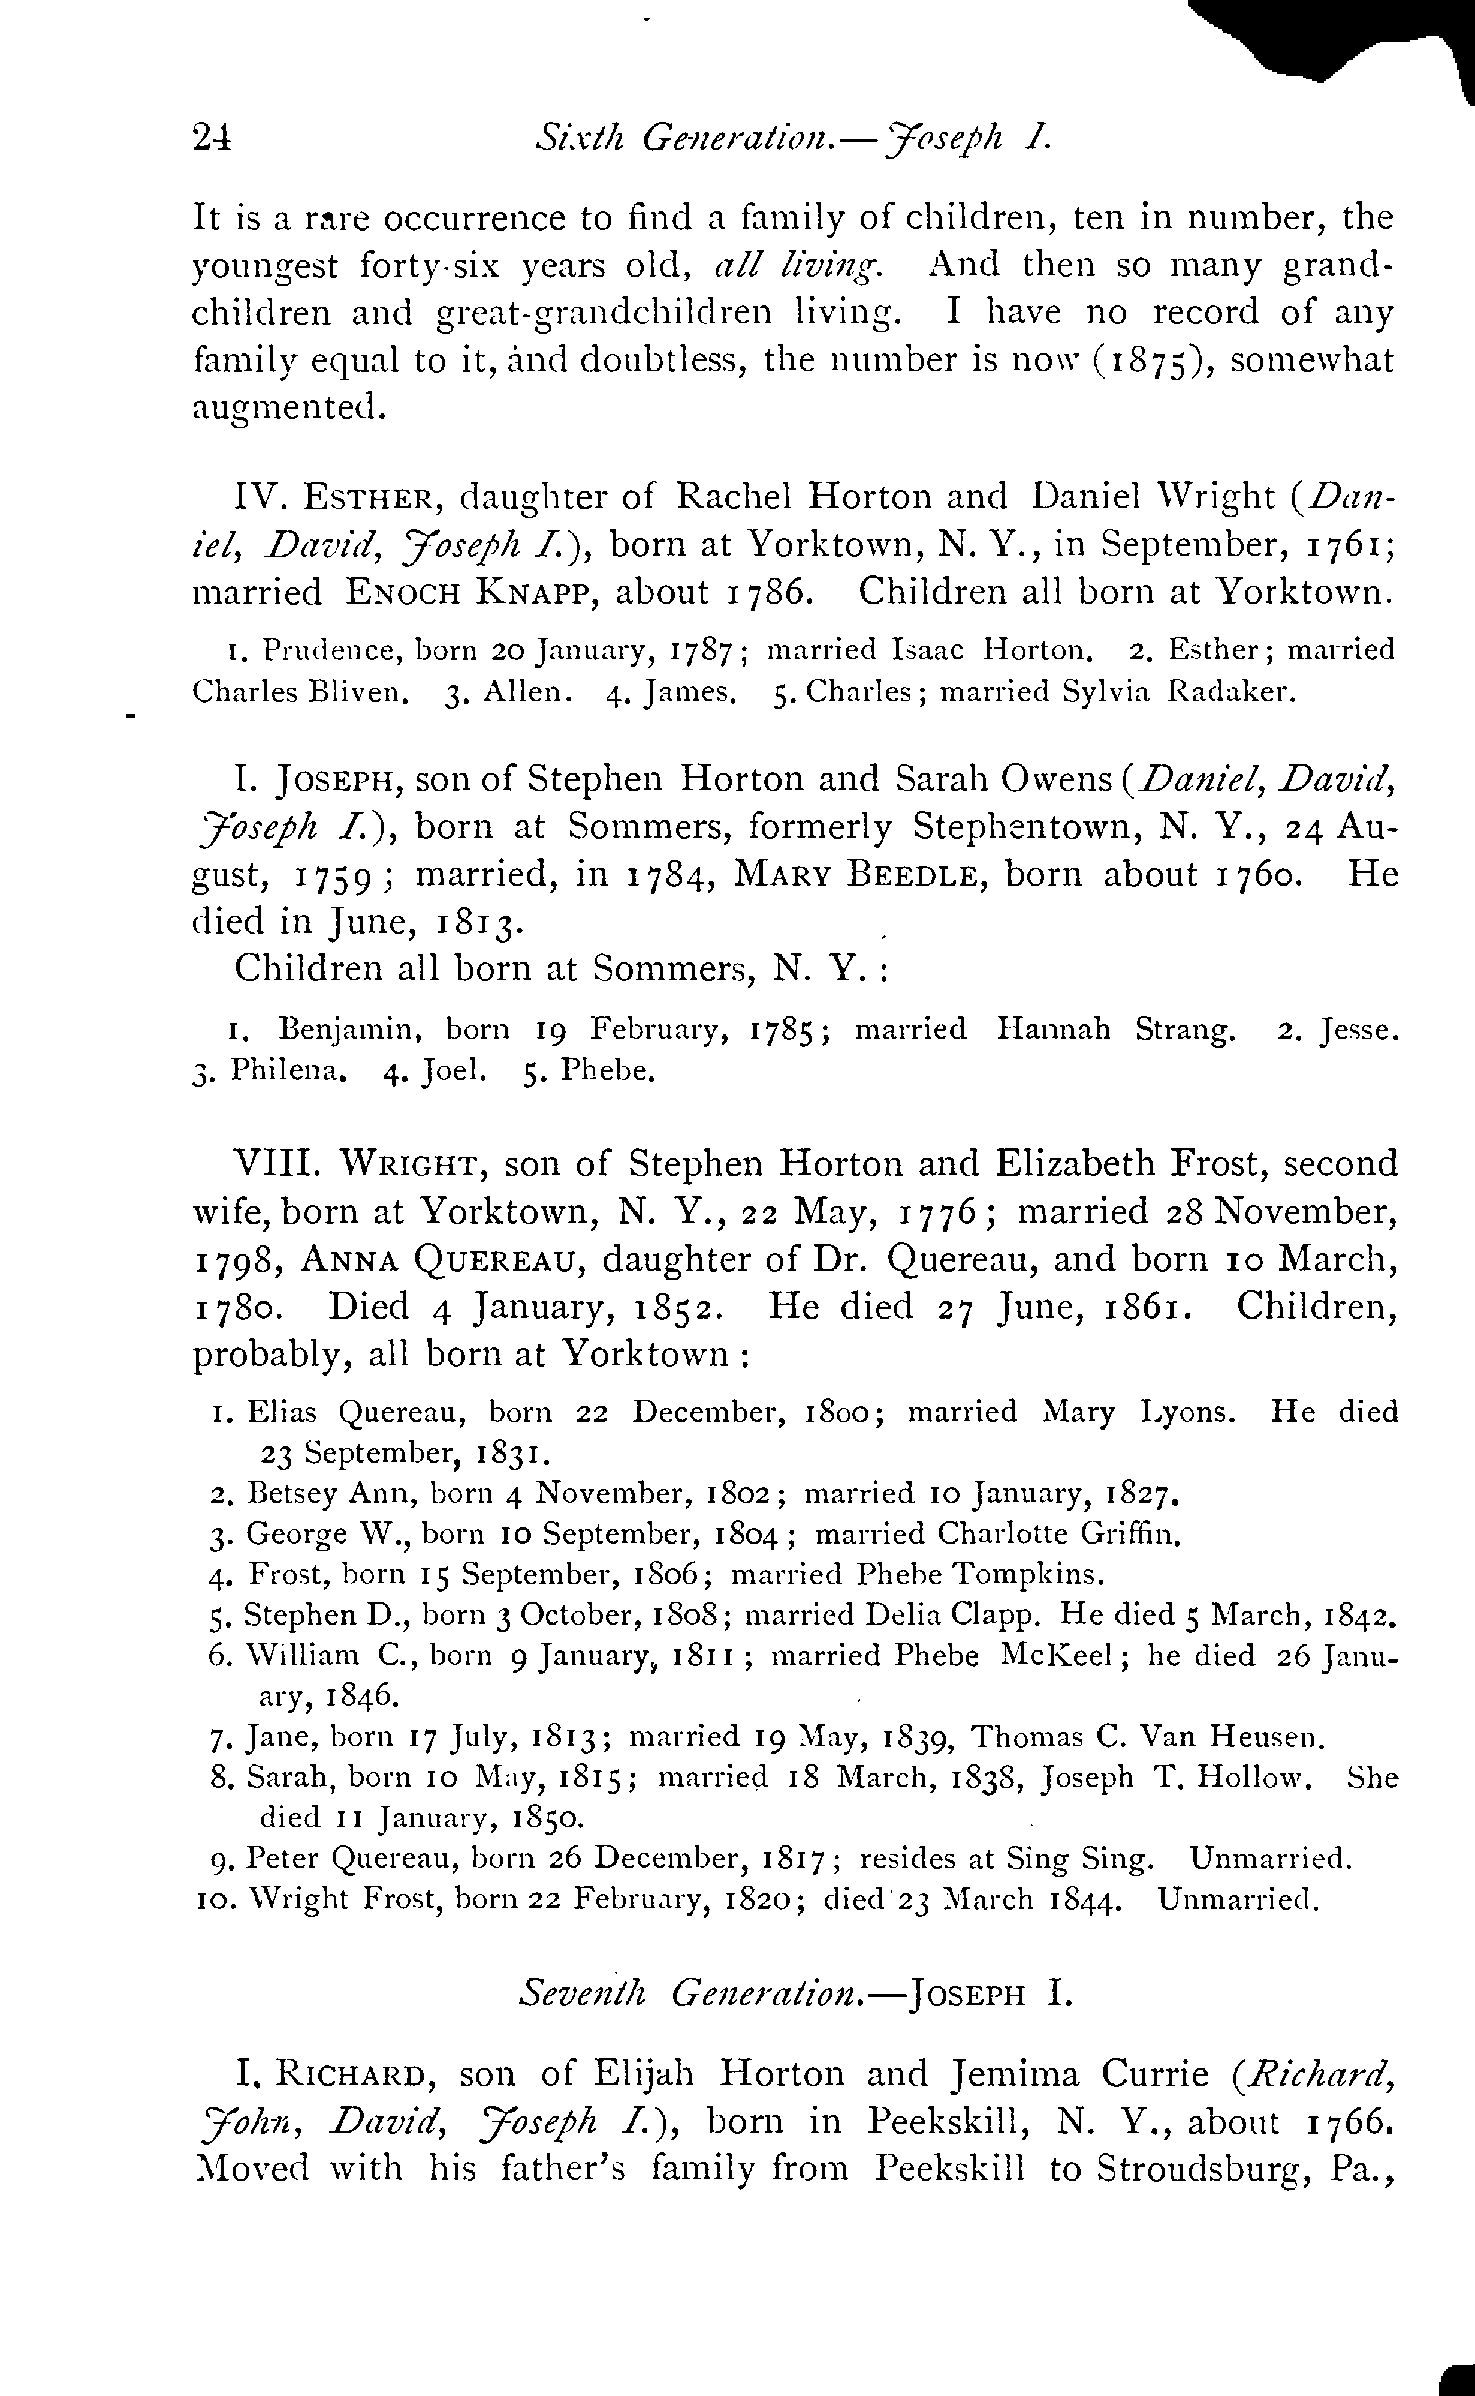 24 Sixth Generation.—Joseph I.
It is a rare occurrence to find a family of children, ten in number, the
youngest forty-six years old, all living. And then so many grand-
children and great-grandchildren living. I have no record of any
family equal to it, and doubtless, the number is now (1875), somewhat
augmented.
IV. ESTHER, daughter of Rachel Horton and Daniel Wright (Dan-
iel, David, Joseph I.), born at Yorktown, N. Y., in September, 1761;
married ENOCH KNAPP, about 1786. Children all born at Yorktown.
1. Prudence, born 20 January, 1787; married Isaac Horton. 2. Esther; married
Charles Bliven. 3. Allen. 4. James. 5. Charles; married Sylvia Radaker.
I. JOSEPH, son of Stephen Horton and Sarah Owens (Daniel, David,
Joseph I.), born at Sommers, formerly Stephentown, N. Y., 24 Au-
gust, 1759; married, in 1784, MARY BEEDLE, born about 1760. He
died in June, 1813.
Children all born at Sommers, N. Y. :
1. Benjamin, born 19 February, 1785; married Hannah Strang. 2. Jesse.
3. Philena. 4. Joel. 5. Phebe.
VIII. WRIGHT, son of Stephen Horton and Elizabeth Frost, second
wife, born at Yorktown, N. Y., 22 May, 1776; married 28 November,
1798, ANNA QUEREAU, daughter of Dr. Quereau, and born 10 March,
1780. Died 4 January, 1852. He died 27 June, 1861. Children,
probably, all born at Yorktown :
1. Elias Quereau, born 22 December, 1800; married Mary Lyons. He died
23 September, 1831.
2. Betsey Ann, born 4 November, 1802; married 10 January, 1827.
3. George W., born 10 September, 1804; married Charlotte Griffin.
4. Frost, born 15 September, 1806; married Phebe Tompkins.
5. Stephen D., born 3 October, 1808; married Delia Clapp. He died 5 March, 1842.
6. William C., born 9 January, 1811; married Phebe McKeel; he died 26 Janu-
ary, 1846.
7. Jane, born 17 July, 1813; married 19 May, 1839, Thomas C. Van Heusen.
8. Sarah, born 10 May, 1815; married 18 March, 1838, Joseph T. Hollow. She
died 11 January, 1850.
9. Peter Quereau, born 26 December, 1817; resides at Sing Sing. Unmarried.
10. Wright Frost, born 22 February, 1820; died 23 March 1844. Unmarried.
Seventh Generation.—JOSEPH I.
I. RICHARD, son of Elijah Horton and Jemima Currie (Richard,
John, David, Joseph I.), born in Peekskill, N. Y., about 1766.
Moved with his father's family from Peekskill to Stroudsburg, Pa.,